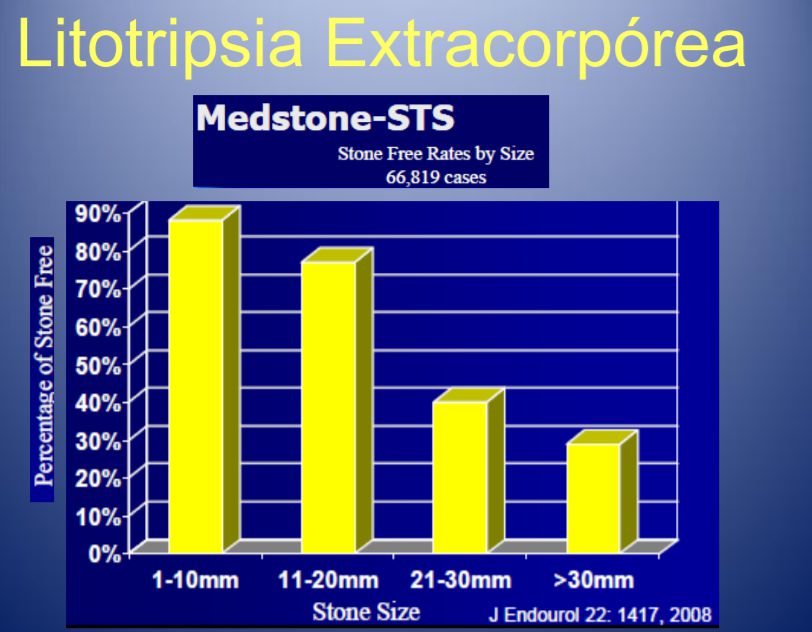 Litotripsia Extracorpórea
Medstone-STS
Stone Free Rates by Size
66,819 cases
Percentage of Stone Free
90%
80%
70%
60%
50%
40%
30%
20%
10%
0%
1-10mm 11-20mm 21-30mm >30mm
Stone Size
J Endourol 22: 1417, 2008